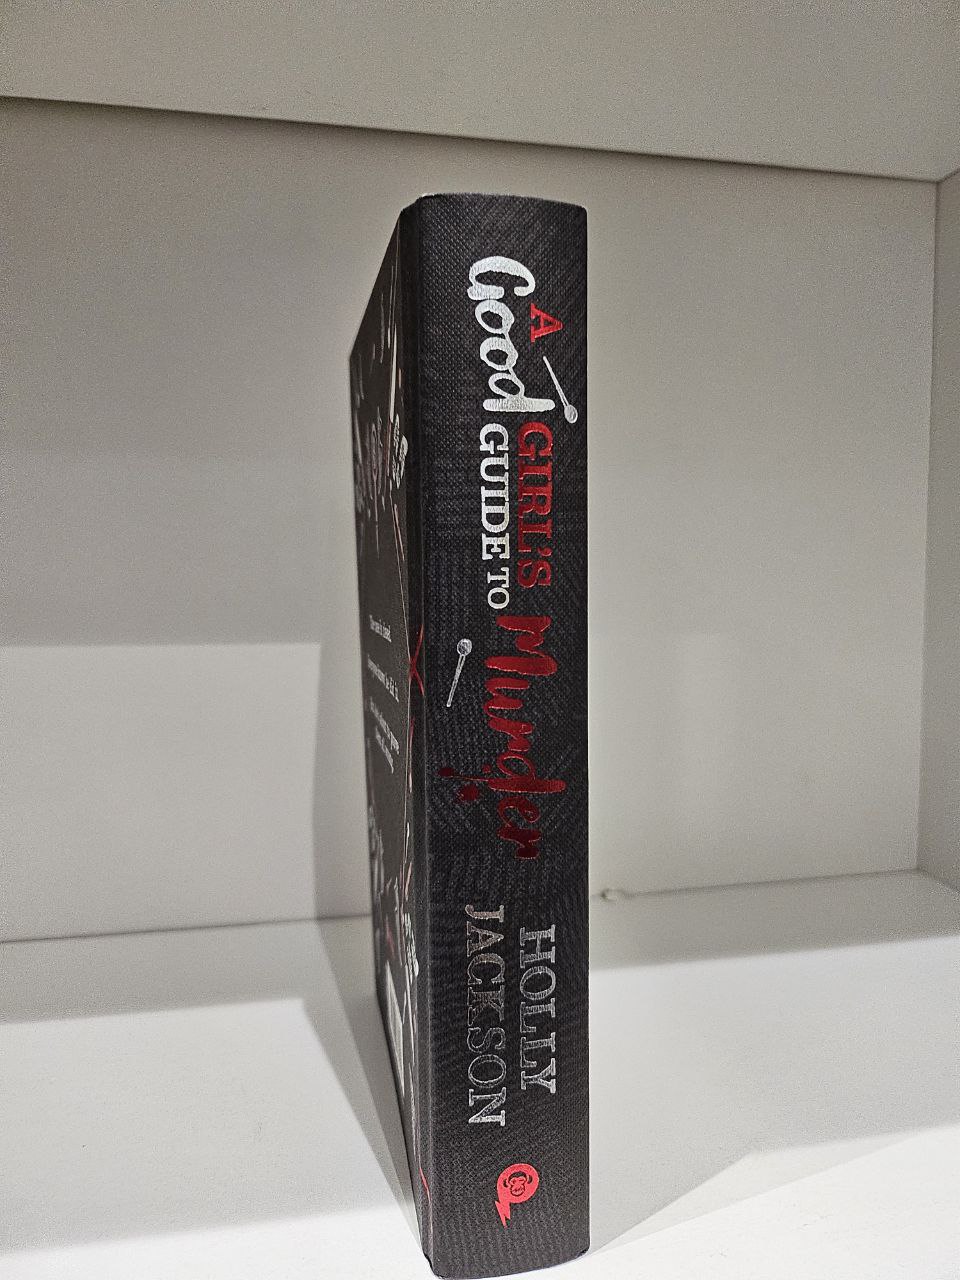 A
Good GIRL'S
GUIDE TO Murder
HOLLY
JACKSON